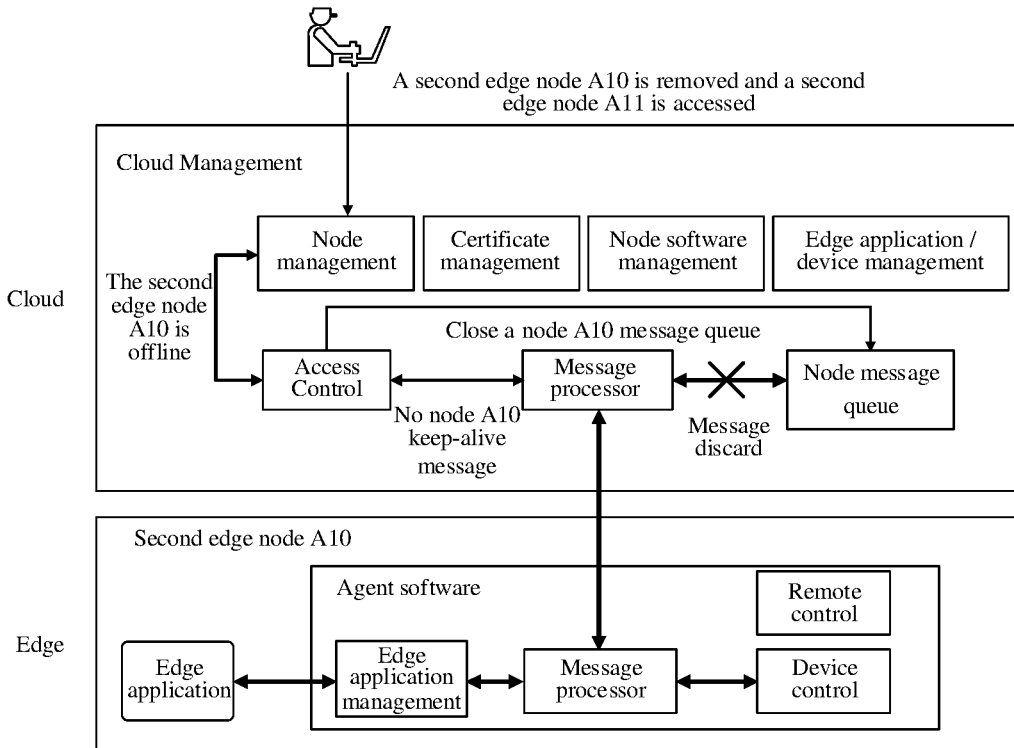 A second edge node A10 is removed and a second
edge node A11 is accessed
Cloud Management
Node
management
Certificate
management
Node software
management
Edge application /
device management
The second
edge node
A10 is
offline
Cloud
Close a node A10 message queue
Access
Control
Message
processor
Node message
queue
No node A10
keep-alive
message
Message
discard
Second edge node A10
Agent software
Remote
control
Edge
Edge
application
Edge
application
management
Message
processor
Device
control